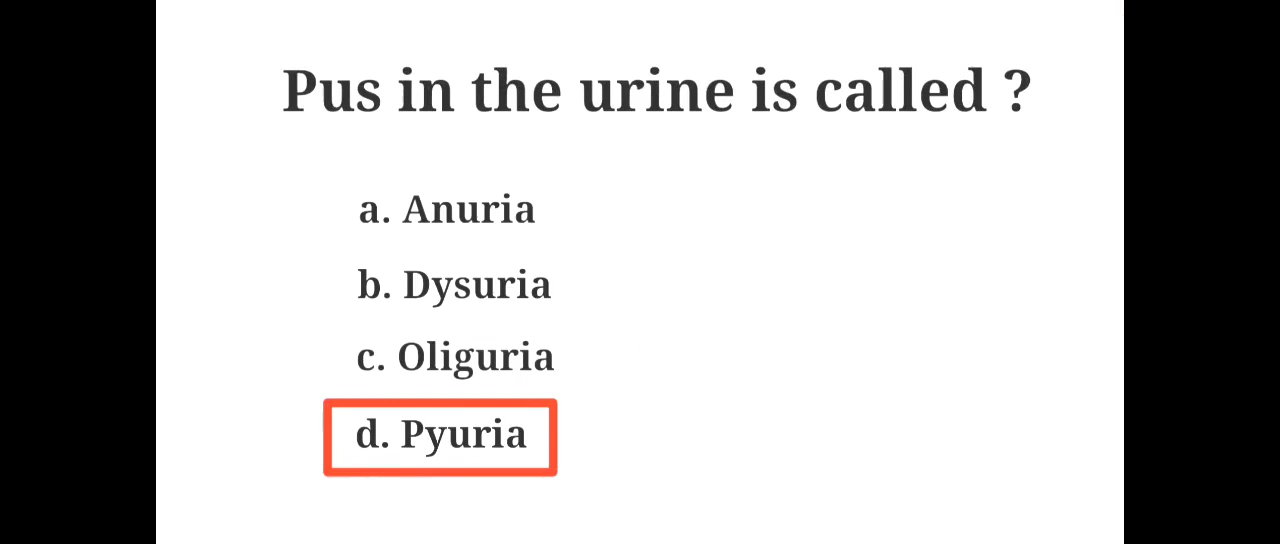 Pus in the urine is called ?
a. Anuria
b. Dysuria
c. Oliguria
d. Pyuria